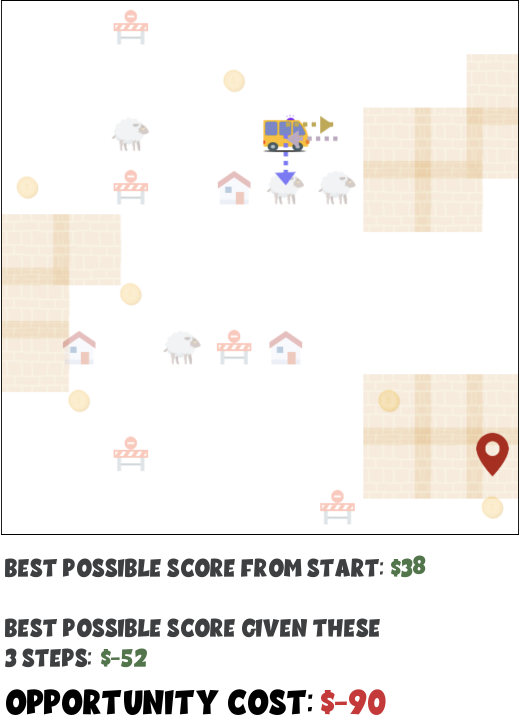 BEST POSSIBLE SCORE FROM START: $38
BEST POSSIBLE SCORE GIVEN THESE
3 STEPS: $-52
OPPORTUNITY COST: $-90